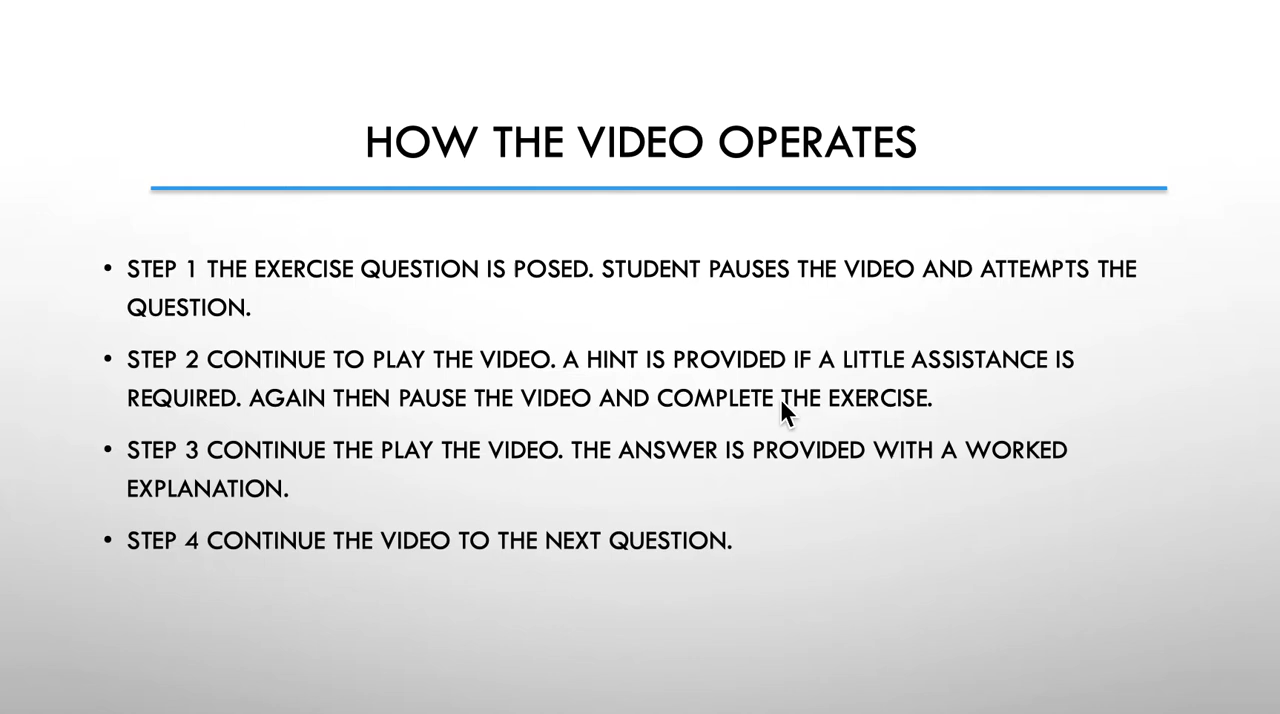 HOW THE VIDEO OPERATES
• STEP 1 THE EXERCISE QUESTION IS POSED. STUDENT PAUSES THE VIDEO AND ATTEMPTS THE
QUESTION.
• STEP 2 CONTINUE TO PLAY THE VIDEO. A HINT IS PROVIDED IF A LITTLE ASSISTANCE IS
REQUIRED. AGAIN THEN PAUSE THE VIDEO AND COMPLETE THE EXERCISE.
• STEP 3 CONTINUE THE PLAY THE VIDEO. THE ANSWER IS PROVIDED WITH A WORKED
EXPLANATION.
• STEP 4 CONTINUE THE VIDEO TO THE NEXT QUESTION.